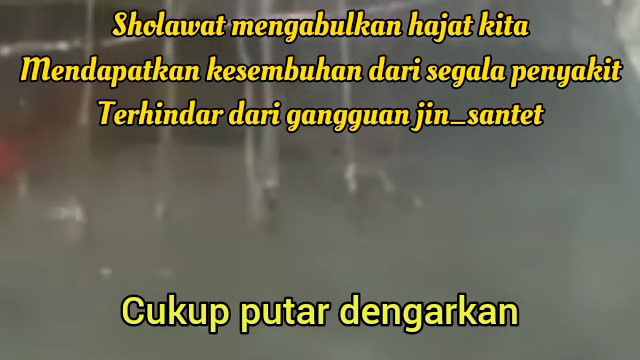 Sholawat mengabulkan hajat kita
Mendapatkan kesembuhan dari segala penyakit
Terhindar dari gangguan jin_santet
Cukup putar dengarkan